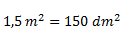 1,5 m² = 150 dm²